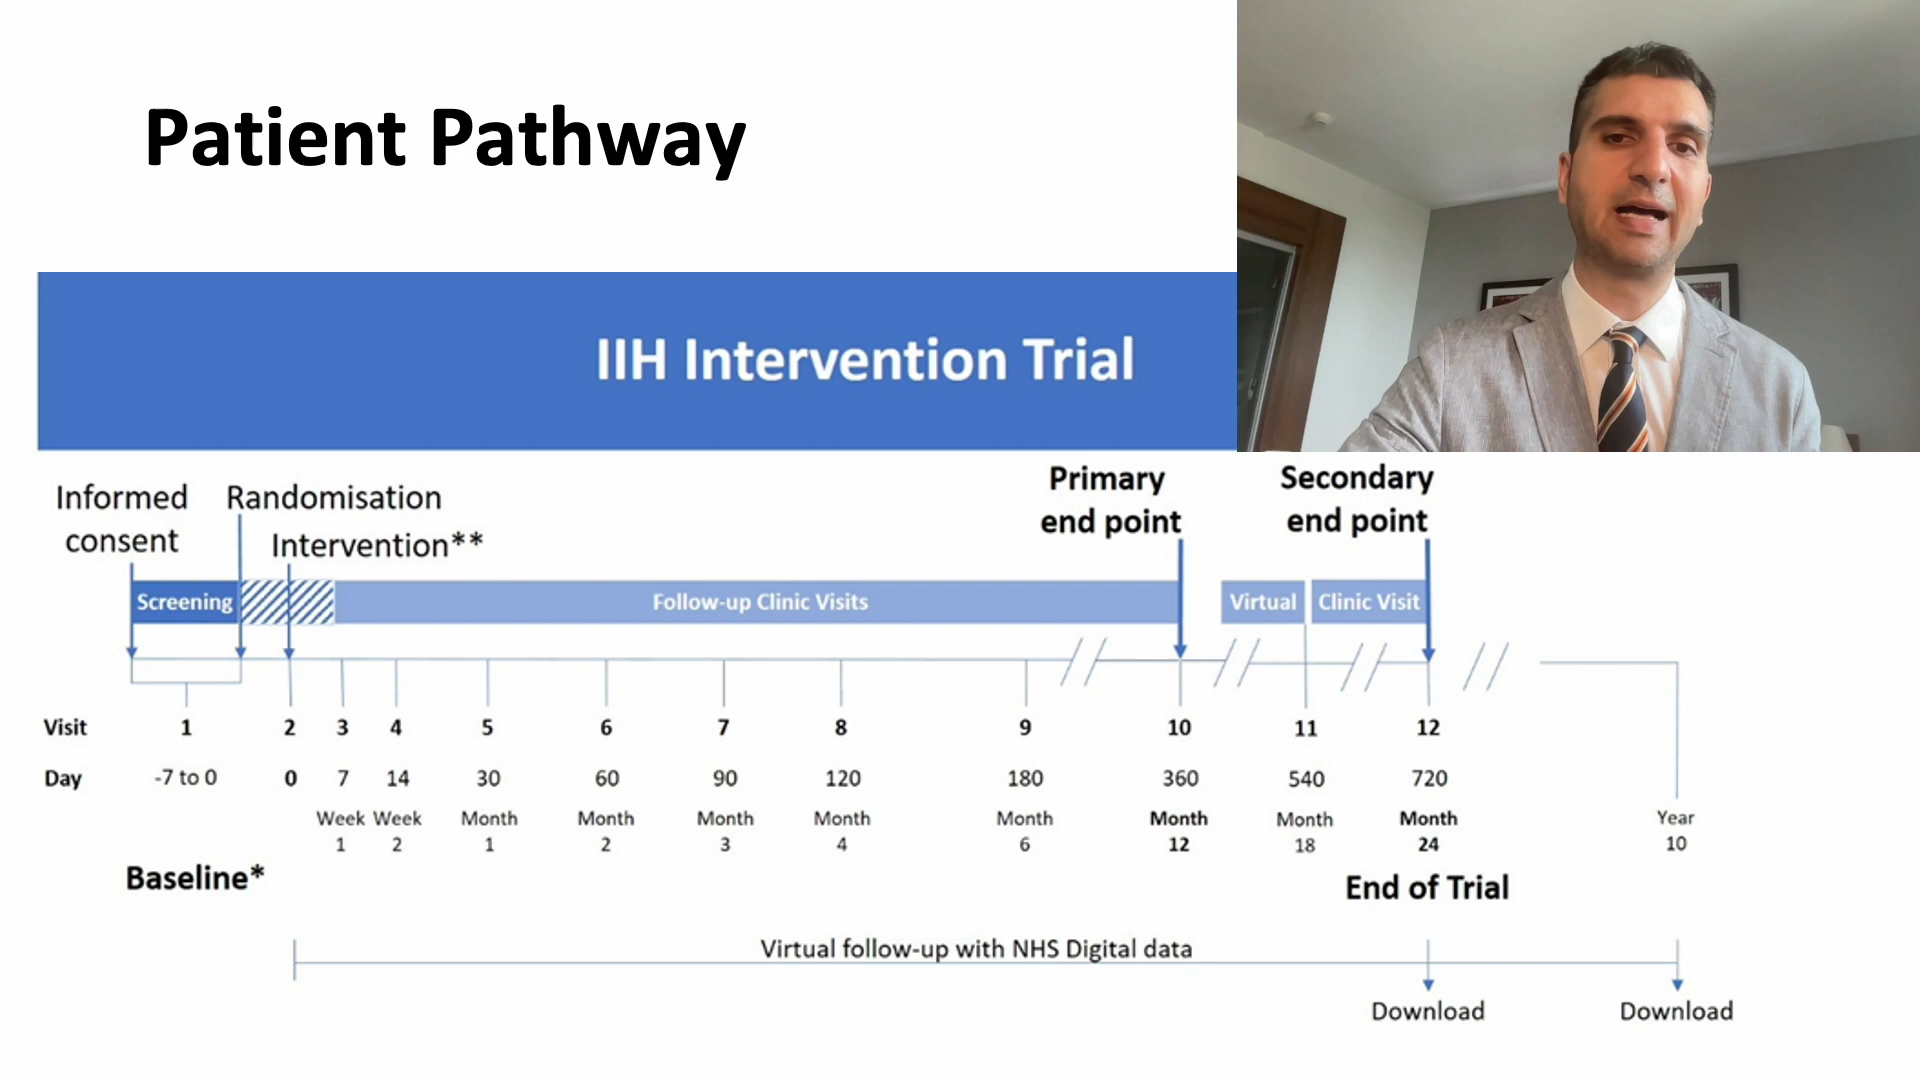 Patient Pathway
IIH Intervention Trial
Informed
consent
Randomisation
Intervention**
Primary
end point
Secondary
end point
Screening
Follow-up Clinic Visits
Virtual
Clinic Visit
Visit 1 2 3 4 5 6 7 8 9 10 11 12
Day -7 to 0 0 7 14 30 60 90 120 180 360 540 720
Week Week Month Month Month Month Month Month Month Month Year
1 2 1 2 3 4 6 12 18 24 10
Baseline*
End of Trial
Virtual follow-up with NHS Digital data
Download Download